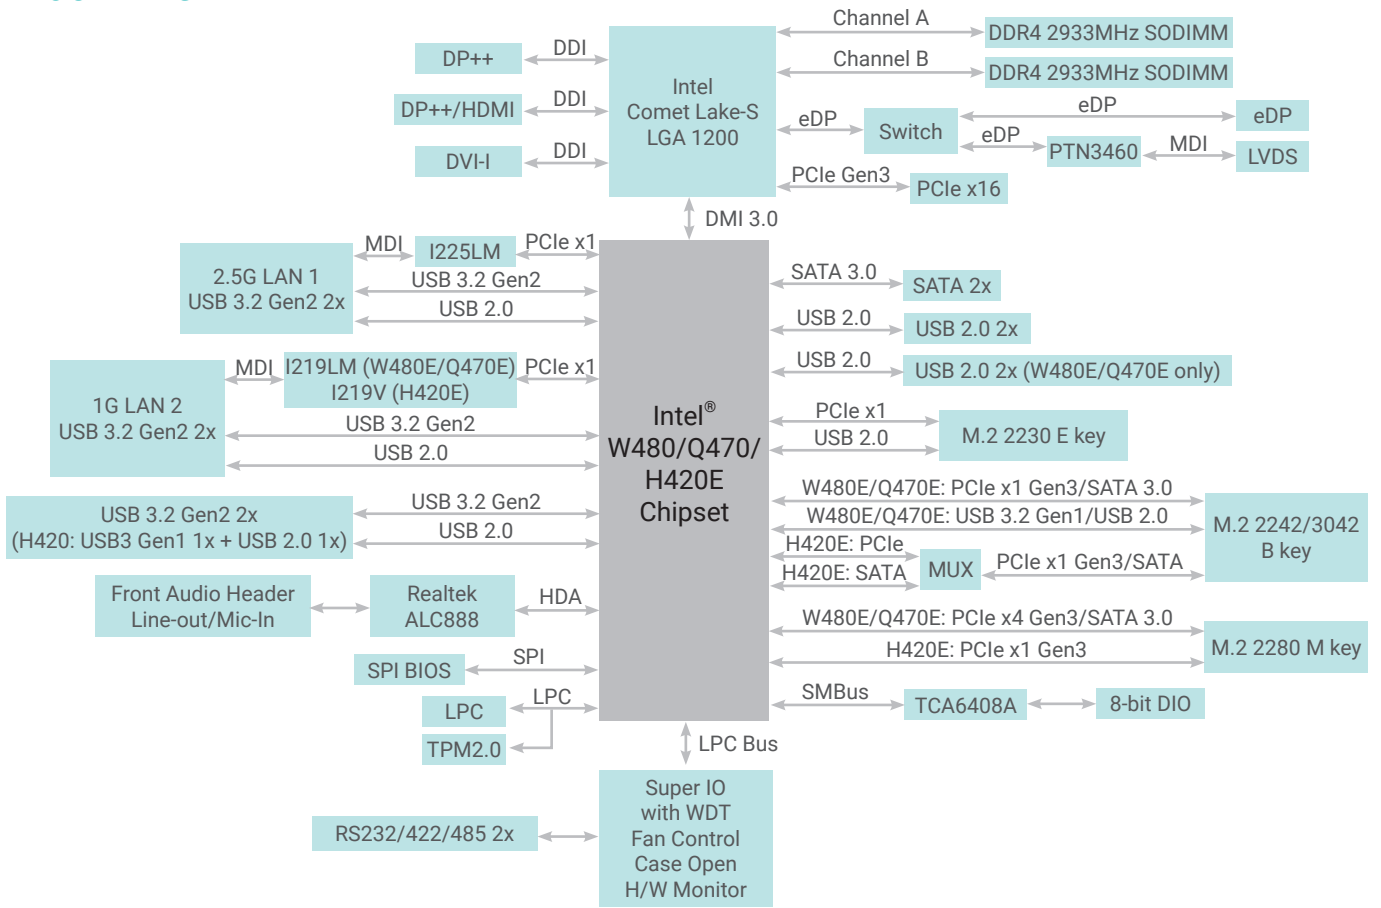 Channel A
DDR4 2933MHz SODIMM
DP++
DDI
Channel B
DDR4 2933MHz SODIMM
Intel
Comet Lake-S
LGA 1200
DP++/HDMI
DDI
eDP
Switch
eDP
eDP
eDP
PTN3460
MDI
LVDS
DVI-I
DDI
PCIe Gen3
PCIe x16
DMI 3.0
2.5G LAN 1
USB 3.2 Gen2 2x
MDI
I225LM
PCIe x1
USB 3.2 Gen2
USB 2.0
SATA 3.0
SATA 2x
USB 2.0
USB 2.0 2x
USB 2.0
USB 2.0 2x (W480E/Q470E only)
1G LAN 2
USB 3.2 Gen2 2x
MDI
I219LM (W480E/Q470E)
I219V (H420E)
PCIe x1
USB 3.2 Gen2
USB 2.0
Intel®
W480/Q470/
H420E
Chipset
PCIe x1
USB 2.0
M.2 2230 E key
USB 3.2 Gen2 2x
(H420: USB3 Gen1 1x + USB 2.0 1x)
USB 3.2 Gen2
USB 2.0
W480E/Q470E: PCIe x1 Gen3/SATA 3.0
W480E/Q470E: USB 3.2 Gen1/USB 2.0
H420E: PCIe
H420E: SATA
MUX
PCIe x1 Gen3/SATA
M.2 2242/3042
B key
Front Audio Header
Line-out/Mic-In
Realtek
ALC888
HDA
W480E/Q470E: PCIe x4 Gen3/SATA 3.0
H420E: PCIe x1 Gen3
M.2 2280 M key
SPI BIOS
SPI
SMBus
TCA6408A
8-bit DIO
LPC
LPC
TPM2.0
LPC Bus
Super IO
with WDT
Fan Control
Case Open
H/W Monitor
RS232/422/485 2x